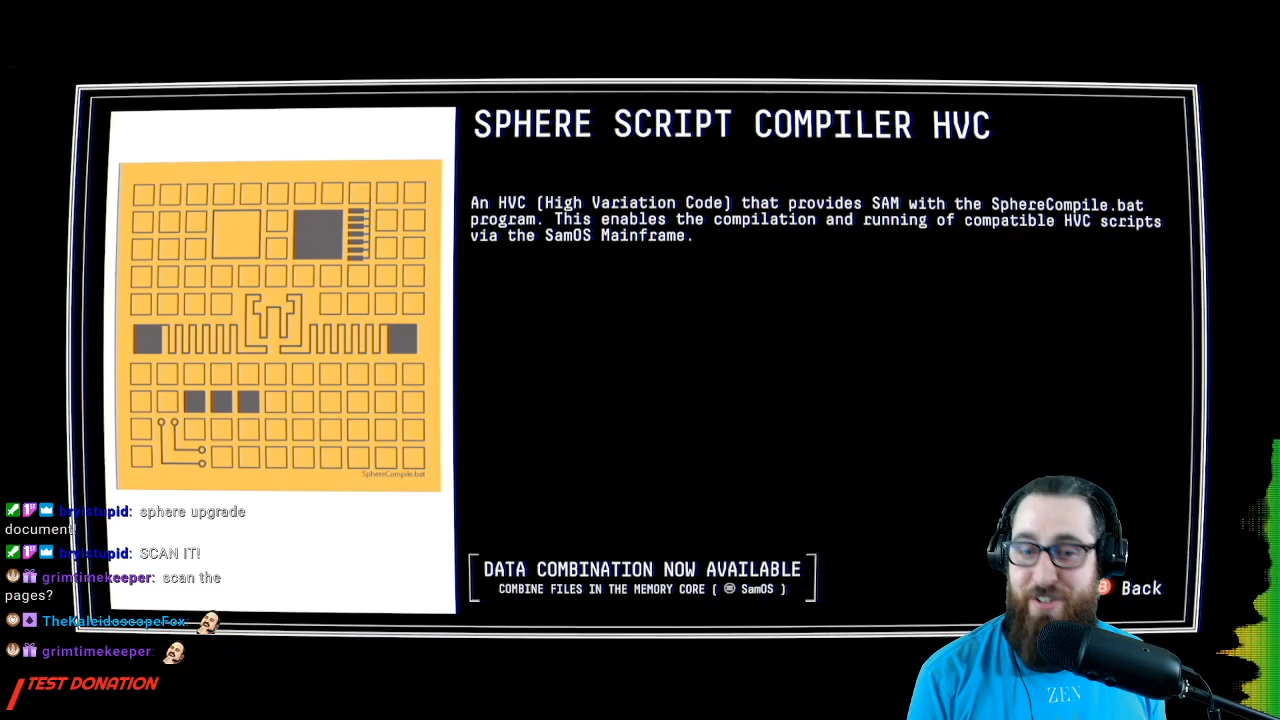 SPHERE SCRIPT COMPILER HVC
An HVC (High Variation Code) that provides SAM with the SphereCompile.bat
program. This enables the compilation and running of compatible HVC scripts
via the SamOS Mainframe.
SphereCompile.bat
DATA COMBINATION NOW AVAILABLE
COMBINE FILES IN THE MEMORY CORE [ SamOS ]
B Back
bryistupid: sphere upgrade
document!
bryistupid: SCAN IT!
grimtimekeeper: scan the
pages?
TheKaleidoscopeFox:
grimtimekeeper:
TEST DONATION
ZEN